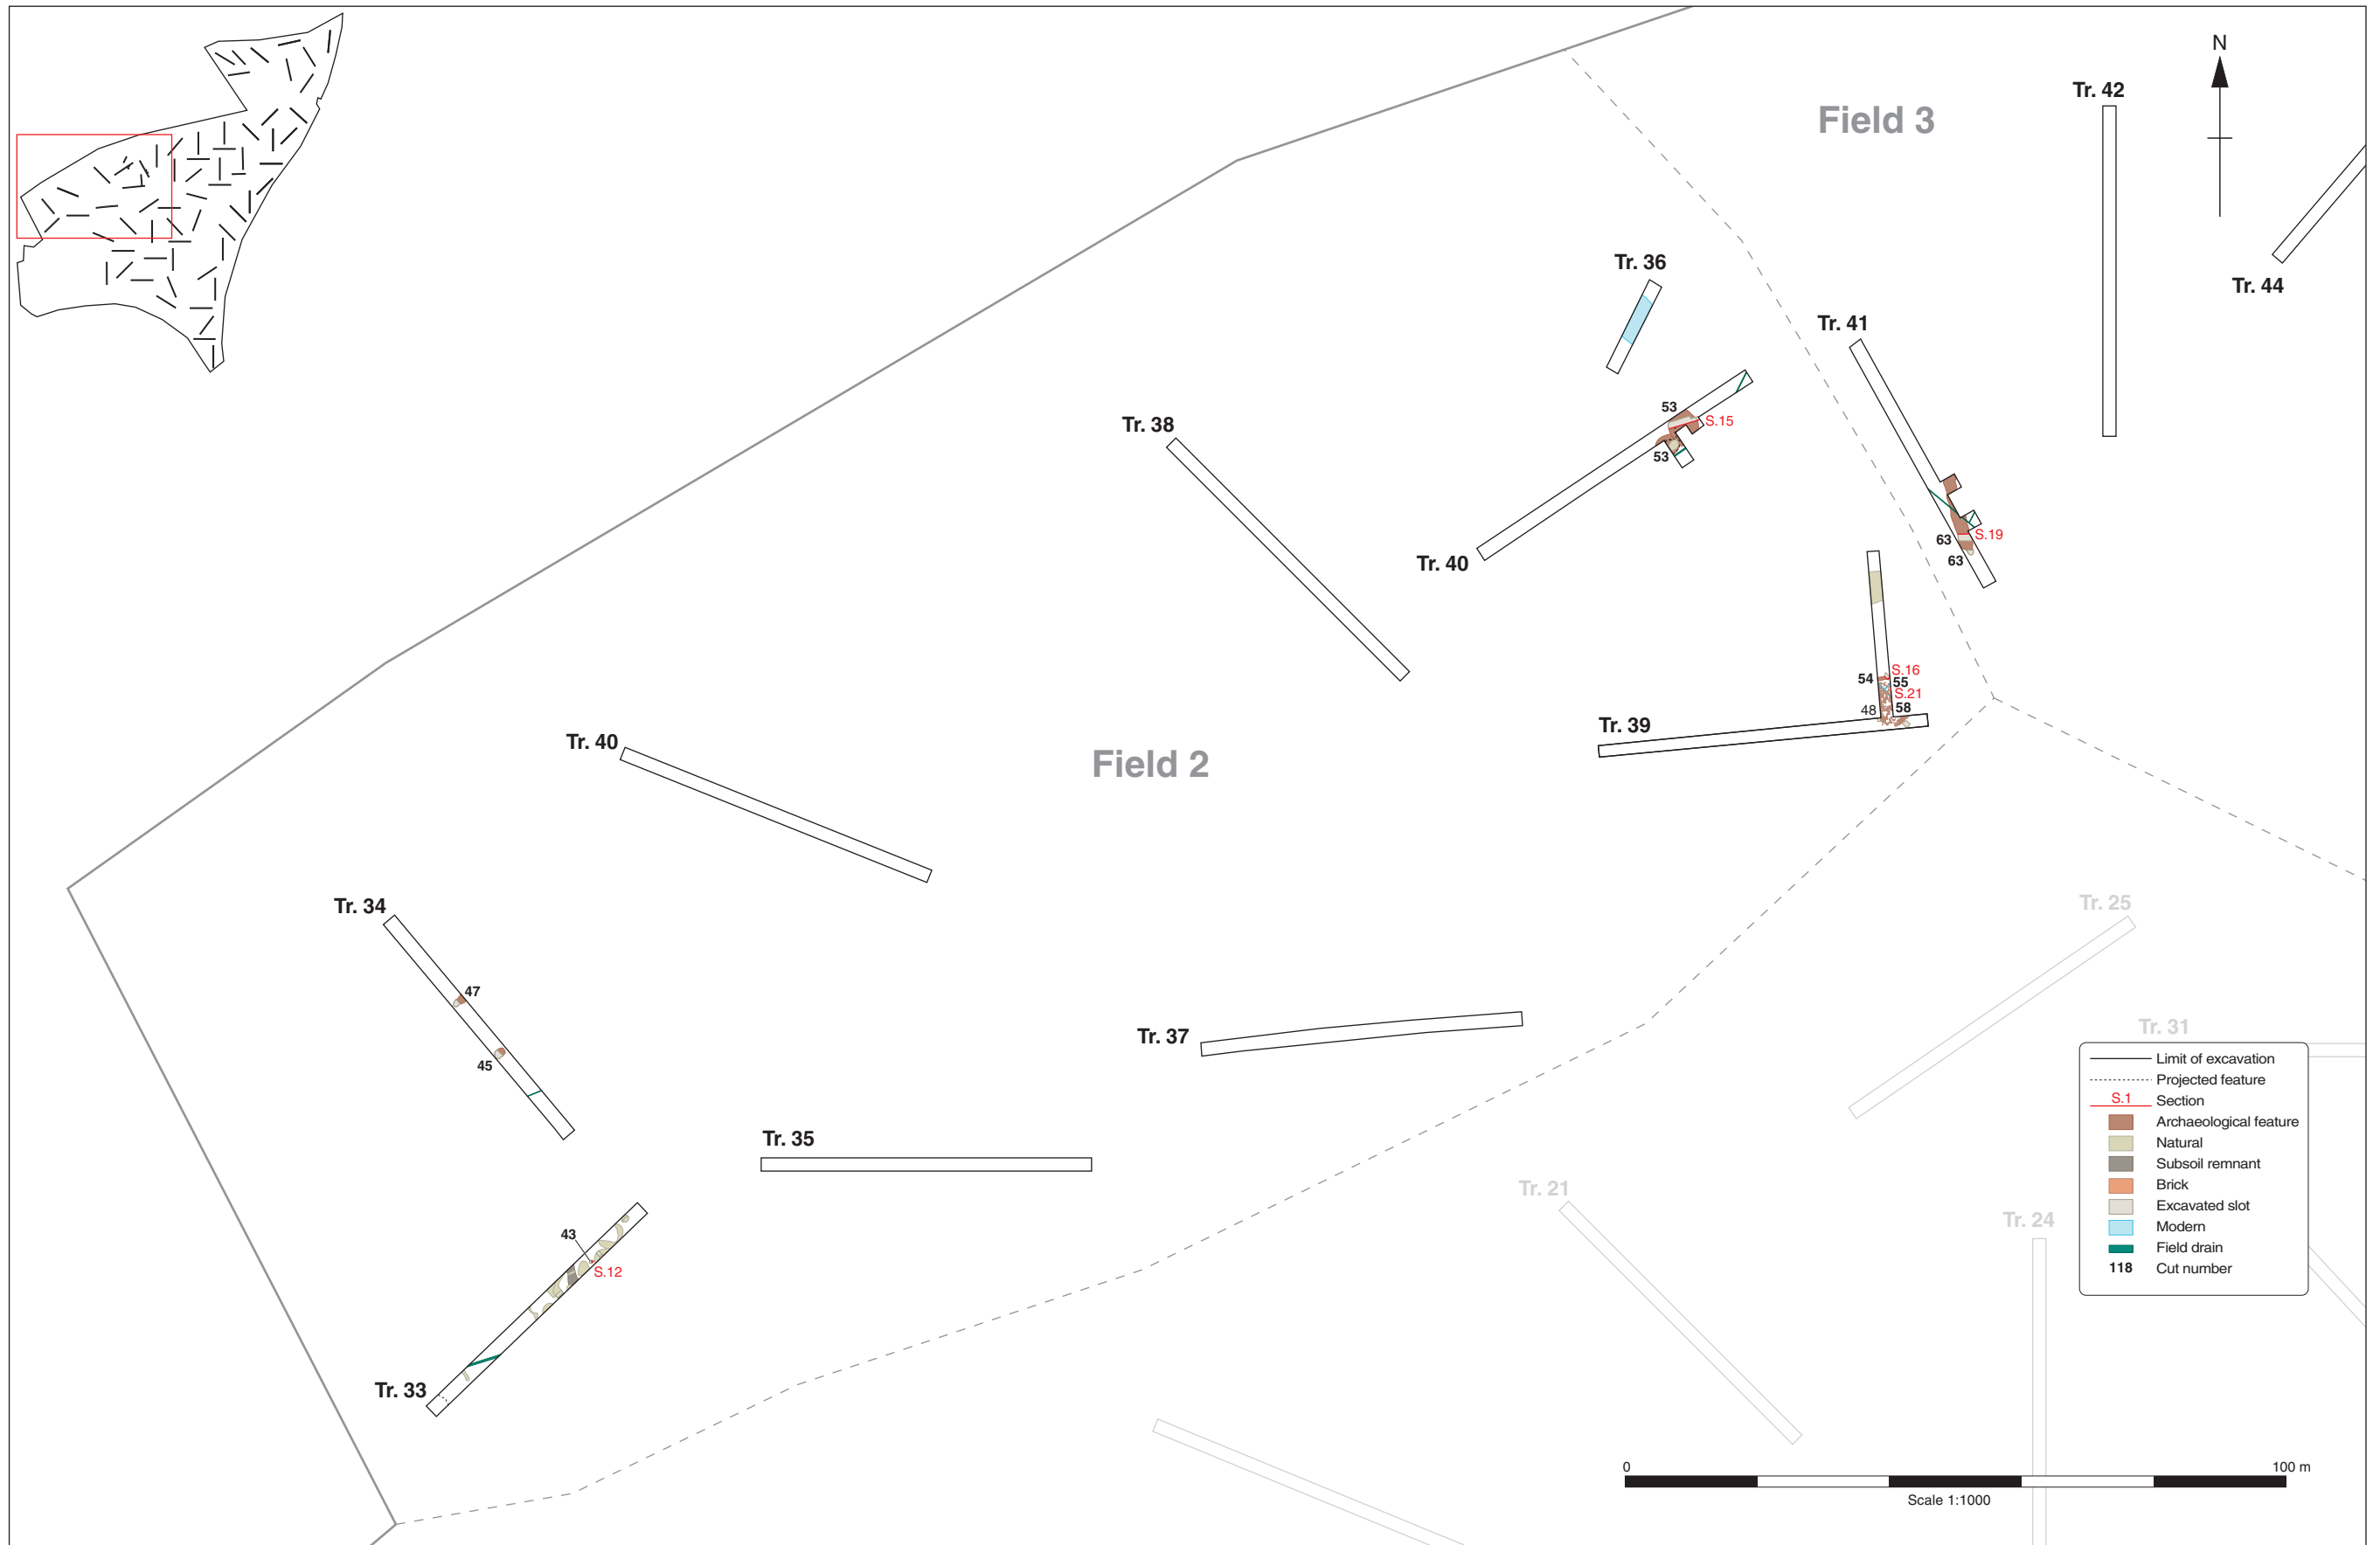 N
Field 3
Tr. 42
Tr. 36
Tr. 44
Tr. 41
53
S.15
Tr. 38
53
Tr. 40
63
S.19
63
S.16
54
55
S.21
48
58
Tr. 39
Tr. 40
Field 2
Tr. 34
Tr. 25
47
Tr. 31
Tr. 37
45
Tr. 35
Tr. 21
Tr. 24
43
S.12
Tr. 33
Limit of excavation
Projected feature
S.1 Section
Archaeological feature
Natural
Subsoil remnant
Brick
Excavated slot
Modern
Field drain
118 Cut number
0 100 m
Scale 1:1000